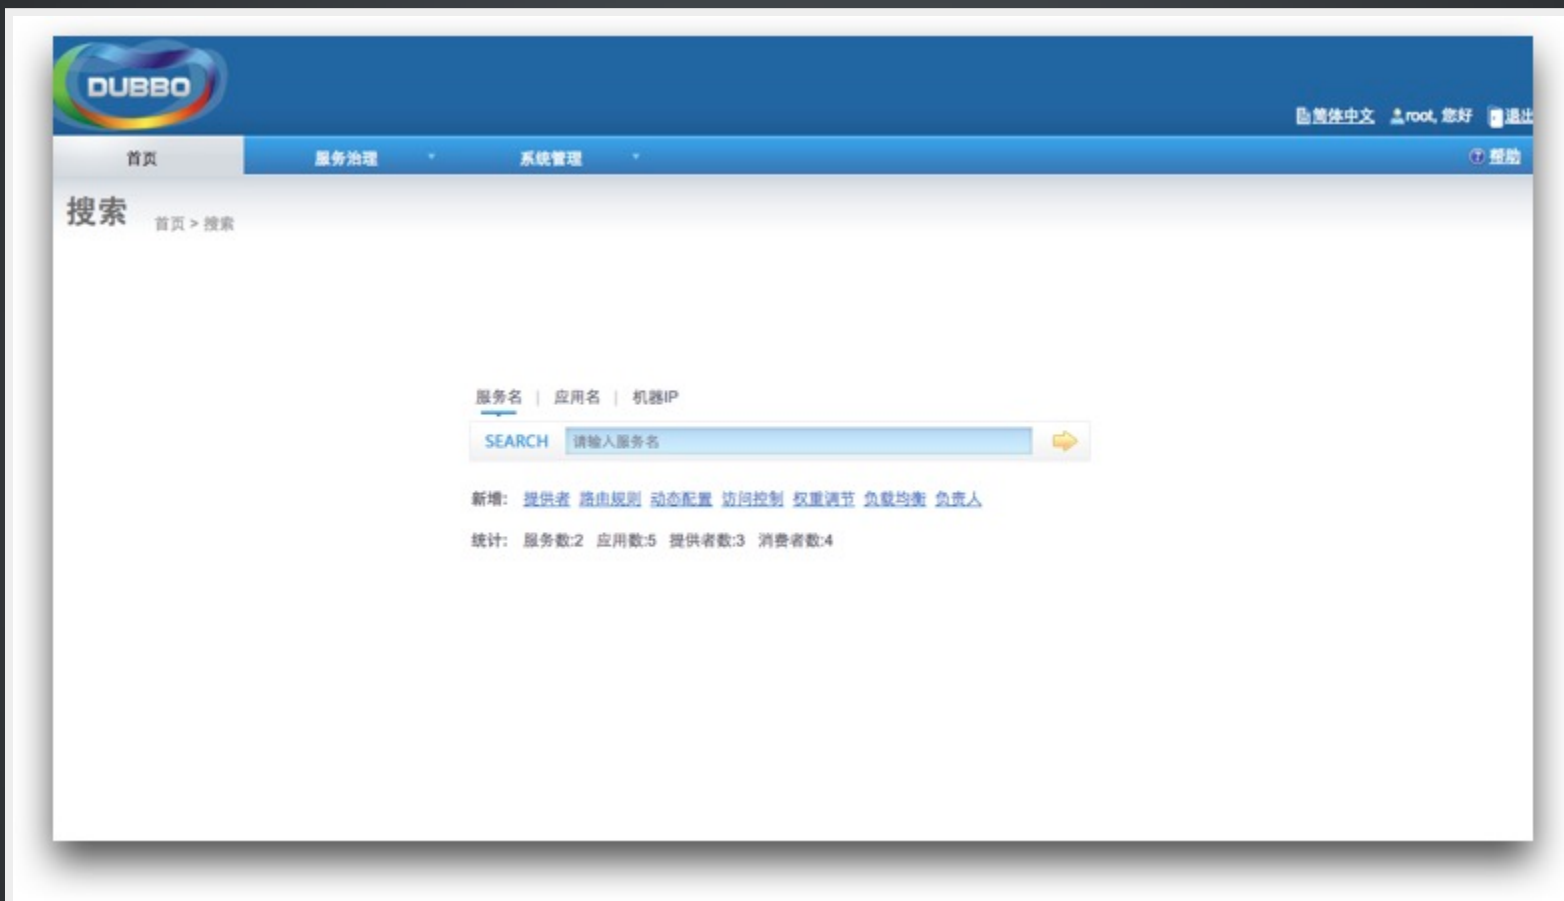 DUBBO
简体中文 root, 您好 退出
首页 服务治理 系统管理 帮助
搜索 首页 > 搜索
服务名 | 应用名 | 机器IP
SEARCH 请输入服务名
新增: 提供者 路由规则 动态配置 访问控制 权重调节 负载均衡 负责人
统计: 服务数:2 应用数:5 提供者数:3 消费者数:4